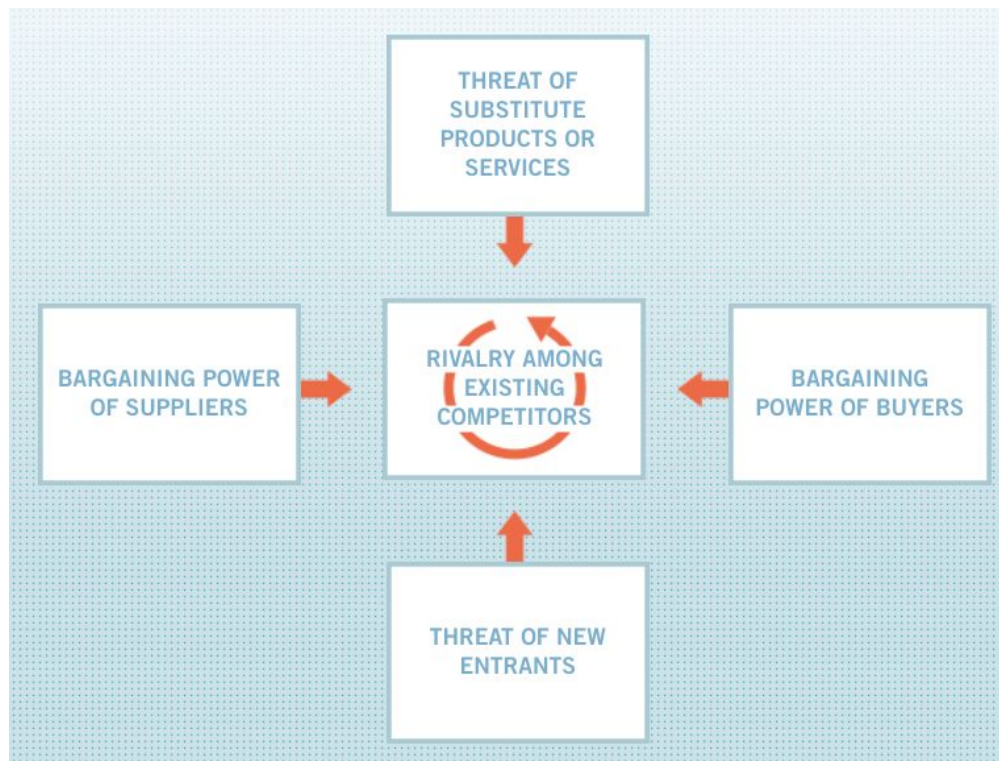 THREAT OF
SUBSTITUTE
PRODUCTS OR
SERVICES
BARGAINING POWER
OF SUPPLIERS
RIVALRY AMONG
EXISTING
COMPETITORS
BARGAINING
POWER OF BUYERS
THREAT OF NEW
ENTRANTS